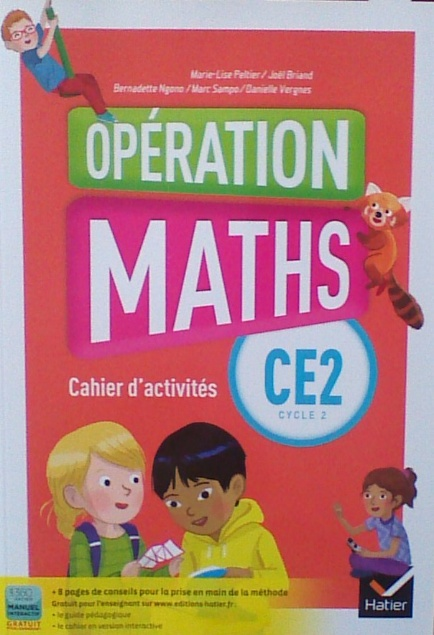 Marie-Lise Peltier / Joël Briand
Bernadette Ngono / Marc Sampo / Danielle Vergnes
OPÉRATION
MATHS
CE2
CYCLE 2
Cahier d'activités
• 8 pages de conseils pour la prise en main de la méthode
Gratuit pour l'enseignant sur www.editions-hatier.fr:
• le guide pédagogique
• le cahier en version interactive
MANUEL
INTERACTIF
GRATUIT
Hatier